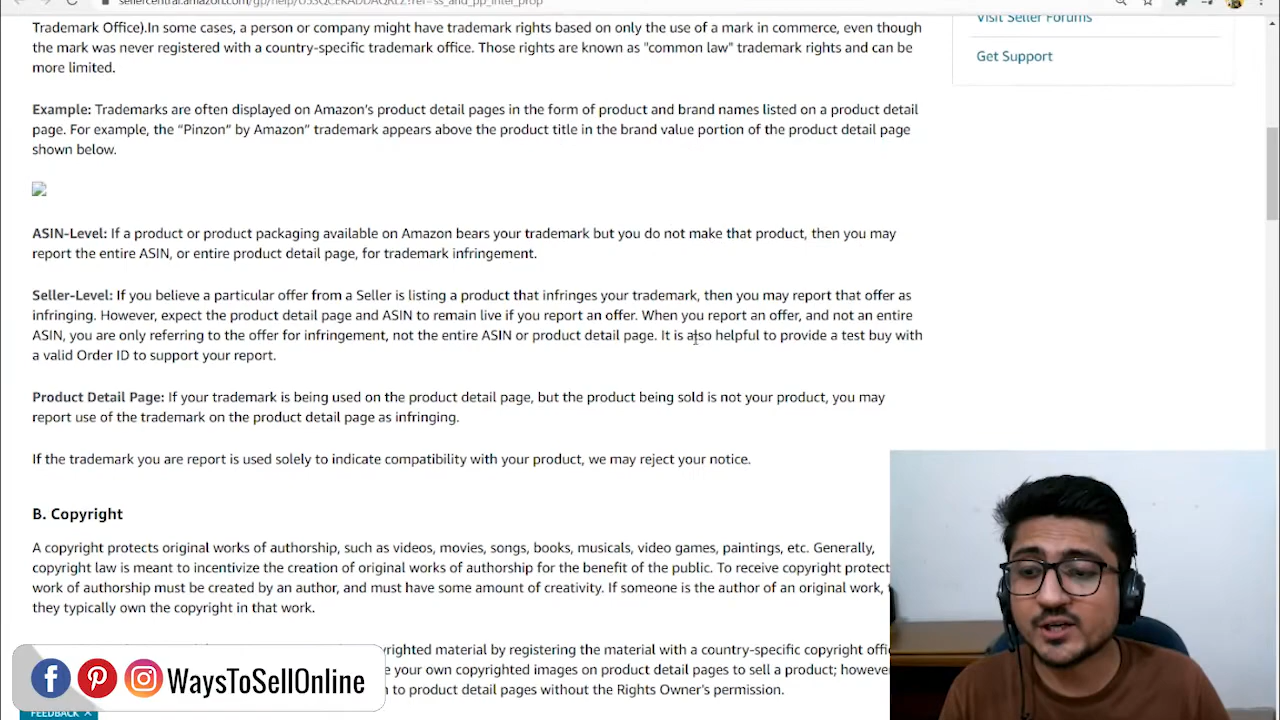 sellercentral.amazon.com/gp/help/
Trademark Office).In some cases, a person or company might have trademark rights based on only the use of a mark in commerce, even though
the mark was never registered with a country-specific trademark office. Those rights are known as "common law" trademark rights and can be
more limited.
Visit Seller Forums
Get Support
Example: Trademarks are often displayed on Amazon's product detail pages in the form of product and brand names listed on a product detail
page. For example, the “Pinzon” by Amazon” trademark appears above the product title in the brand value portion of the product detail page
shown below.
ASIN-Level: If a product or product packaging available on Amazon bears your trademark but you do not make that product, then you may
report the entire ASIN, or entire product detail page, for trademark infringement.
Seller-Level: If you believe a particular offer from a Seller is listing a product that infringes your trademark, then you may report that offer as
infringing. However, expect the product detail page and ASIN to remain live if you report an offer. When you report an offer, and not an entire
ASIN, you are only referring to the offer for infringement, not the entire ASIN or product detail page. It is also helpful to provide a test buy with
a valid Order ID to support your report.
Product Detail Page: If your trademark is being used on the product detail page, but the product being sold is not your product, you may
report use of the trademark on the product detail page as infringing.
If the trademark you are report is used solely to indicate compatibility with your product, we may reject your notice.
B. Copyright
A copyright protects original works of authorship, such as videos, movies, songs, books, musicals, video games, paintings, etc. Generally,
copyright law is meant to incentivize the creation of original works of authorship for the benefit of the public. To receive copyright protect
work of authorship must be created by an author, and must have some amount of creativity. If someone is the author of an original work,
they typically own the copyright in that work.
yrighted material by registering the material with a country-specific copyright offi
e your own copyrighted images on product detail pages to sell a product; howeve
n to product detail pages without the Rights Owner's permission.
WaysToSellOnline
FEEDBACK